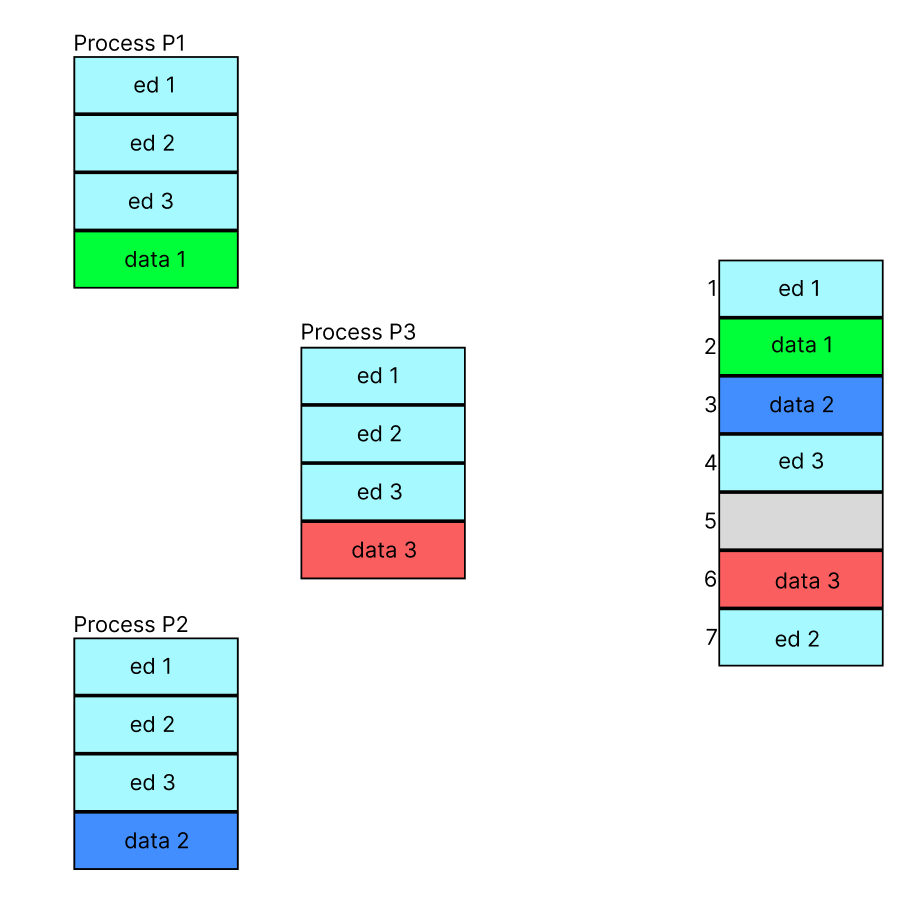 Process P1
ed 1
ed 2
ed 3
data 1
Process P3
ed 1
ed 2
ed 3
data 3
Process P2
ed 1
ed 2
ed 3
data 2
1 ed 1
2 data 1
3 data 2
4 ed 3
5
6 data 3
7 ed 2